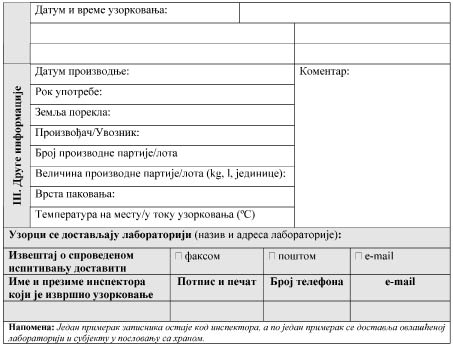 Датум и време узорковања:
III. Друге информације
Датум производње:
Коментар:
Рок употребе:
Земља порекла:
Произвођач/Увозник:
Број производне партије/лота
Величина производне партије/лота (kg, l, јединице):
Врста паковања:
Температура на месту/у току узорковања (ºC)
Узорци се достављају лабораторији (назив и адреса лабораторије):
Извештај о спроведеном
испитивању доставити
□ факсом
□ поштом
□ e-mail
Име и презиме инспектора
који је извршио узорковање
Потпис и печат
Број телефона
e-mail
Напомена: Један примерак записника остаје код инспектора, а по један примерак се доставља овлашћеној
лабораторији и субјекту у пословању са храном.